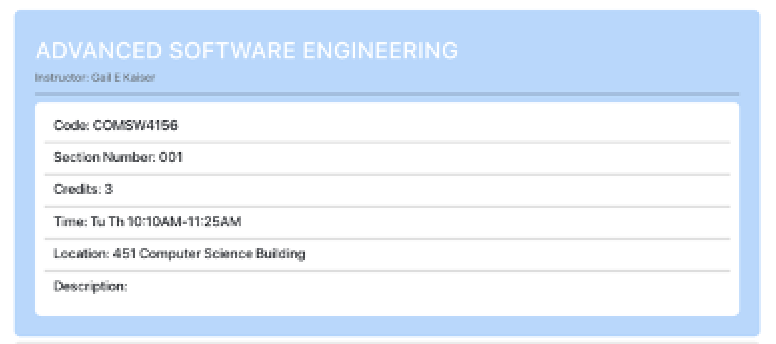 ADVANCED SOFTWARE ENGINEERING
Instructor: Gail E Kaiser
Code: COMSW4156
Section Number: 001
Credits: 3
Time: Tu Th 10:10AM-11:25AM
Location: 451 Computer Science Building
Description: